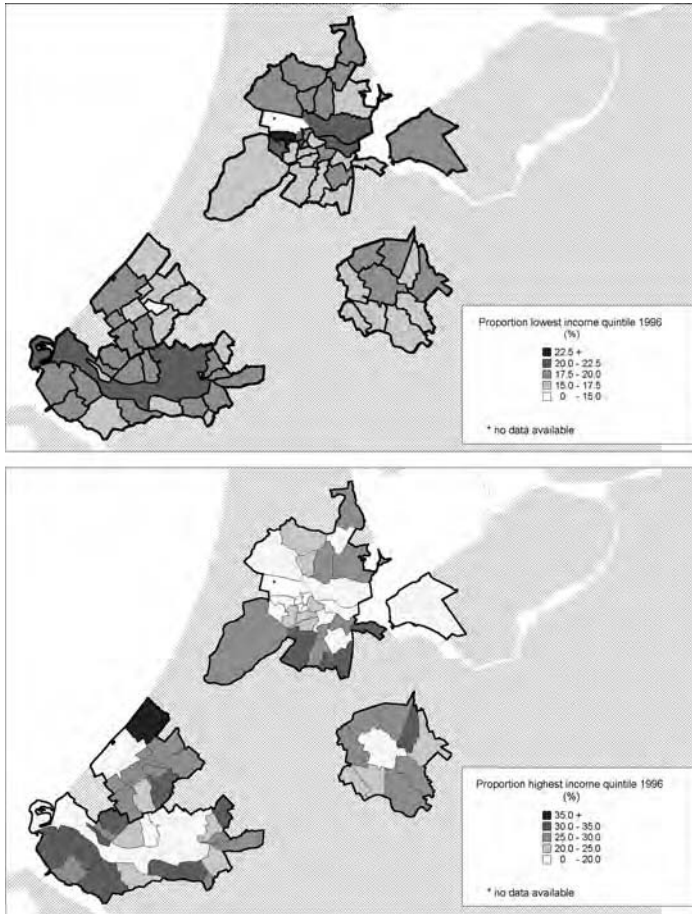 Proportion lowest income quintile 1996
(%)
22.5 +
20.0 - 22.5
17.5 - 20.0
15.0 - 17.5
0 - 15.0
* no data available
Proportion highest income quintile 1996
(%)
35.0 +
30.0 - 35.0
25.0 - 30.0
20.0 - 25.0
0 - 20.0
* no data available